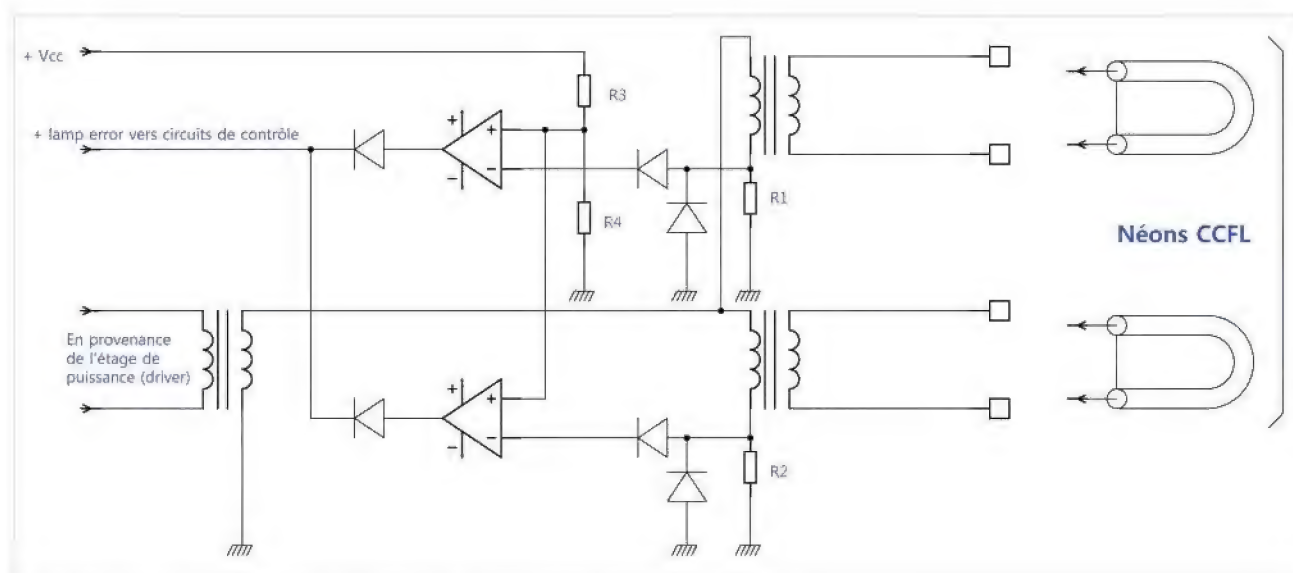 + Vcc
R3
+ lamp error vers circuits de contrôle
+
+
−
−
R1
R4
Néons CCFL
En provenance
de l'étage de
puissance (driver)
+
+
−
−
R2